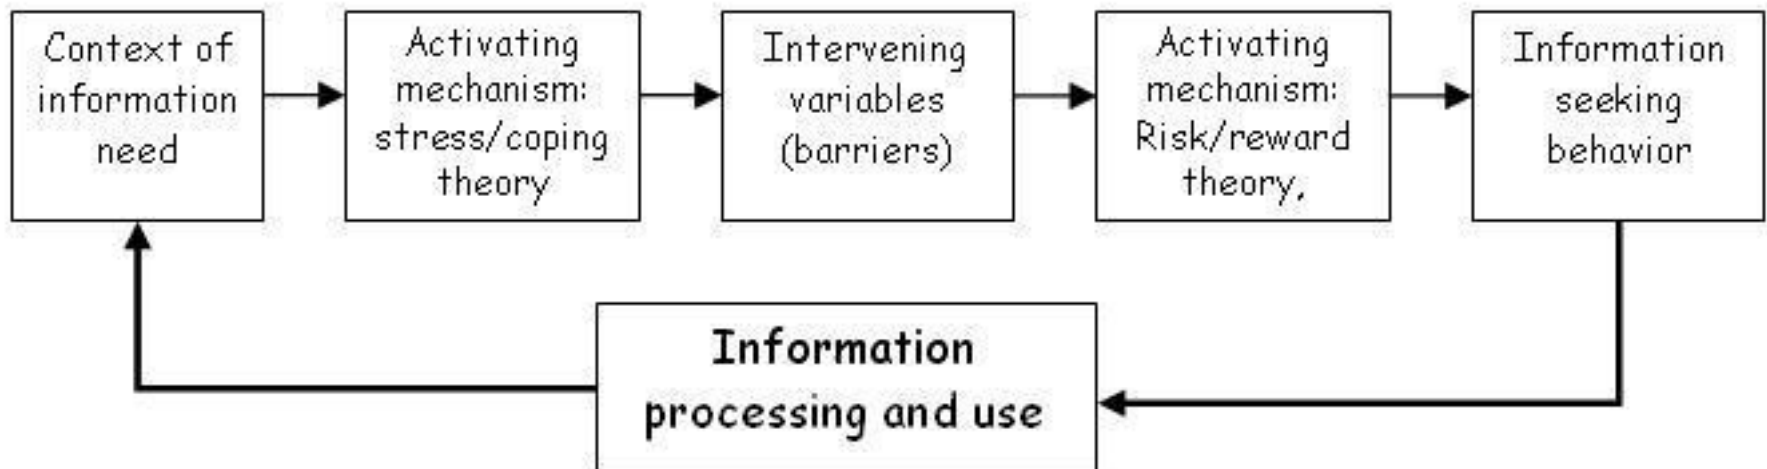 Context of
information
need
Activating
mechanism:
stress/coping
theory
Intervening
variables
(barriers)
Activating
mechanism:
Risk/reward
theory,
Information
seeking
behavior
Information
processing and use